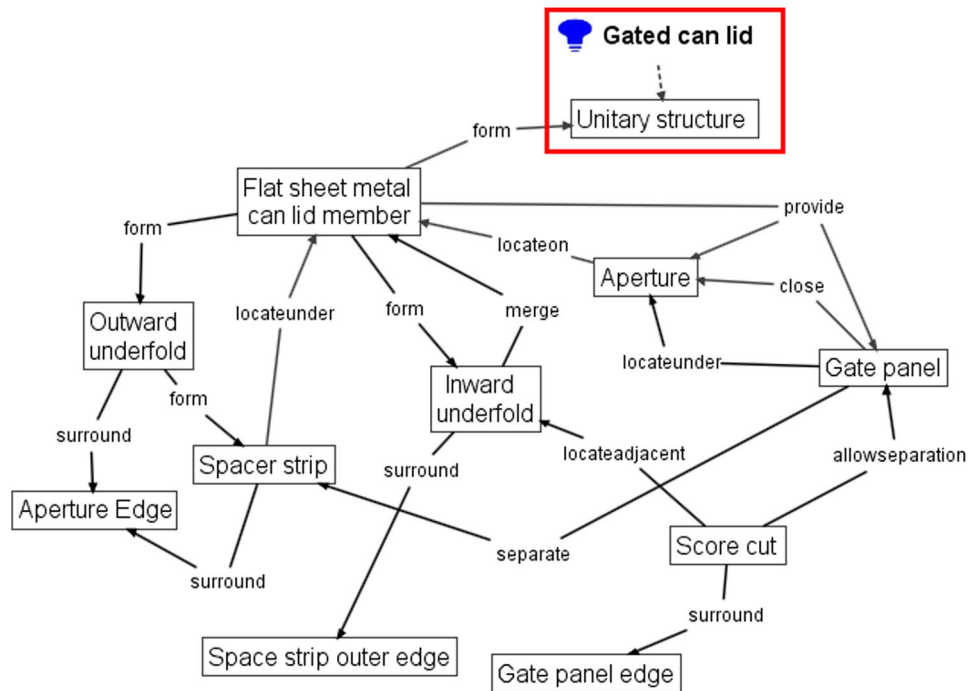 Gated can lid
Unitary structure
form
Flat sheet metal
can lid member
provide
form
locateon
Aperture
close
Outward
underfold
locateunder
form
merge
locateunder
Gate panel
form
Inward
underfold
surround
Spacer strip
surround
locateadjacent
allowseparation
Aperture Edge
separate
Score cut
surround
surround
Space strip outer edge
Gate panel edge